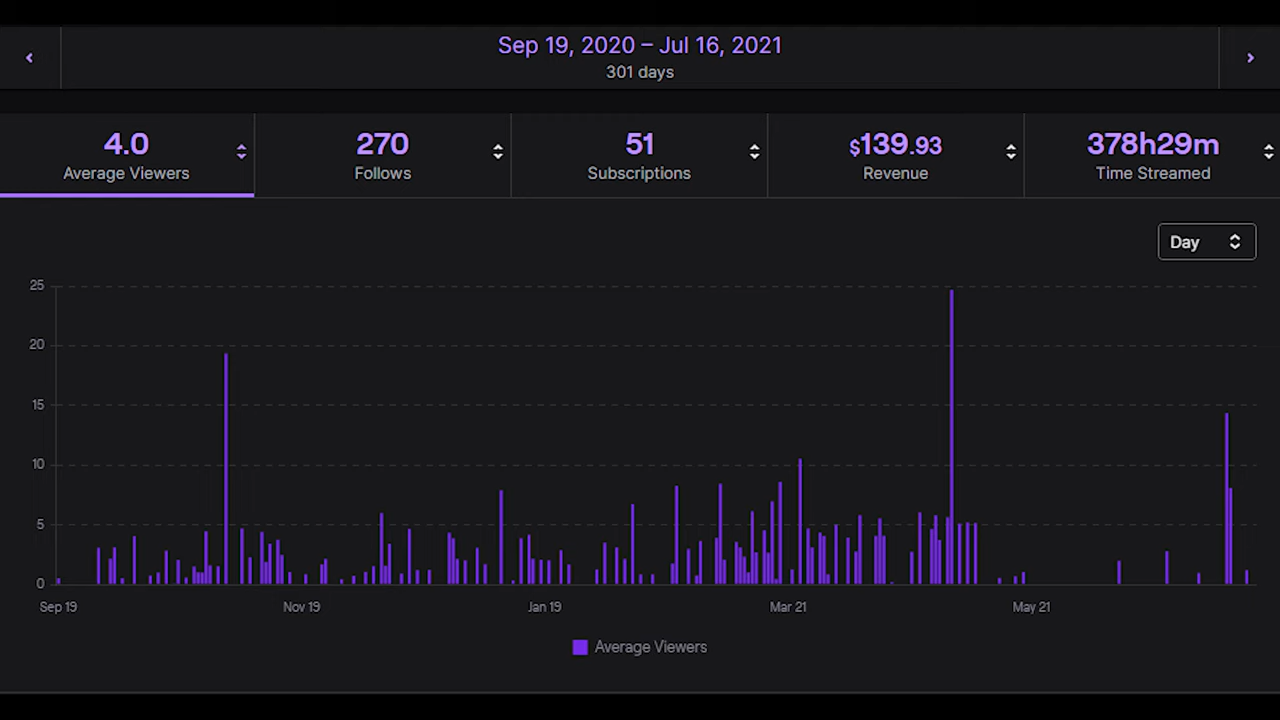 Sep 19, 2020 – Jul 16, 2021
301 days
4.0
Average Viewers
270
Follows
51
Subscriptions
$139.93
Revenue
378h29m
Time Streamed
Day
25
20
15
10
5
0
Sep 19
Nov 19
Jan 19
Mar 21
May 21
Average Viewers